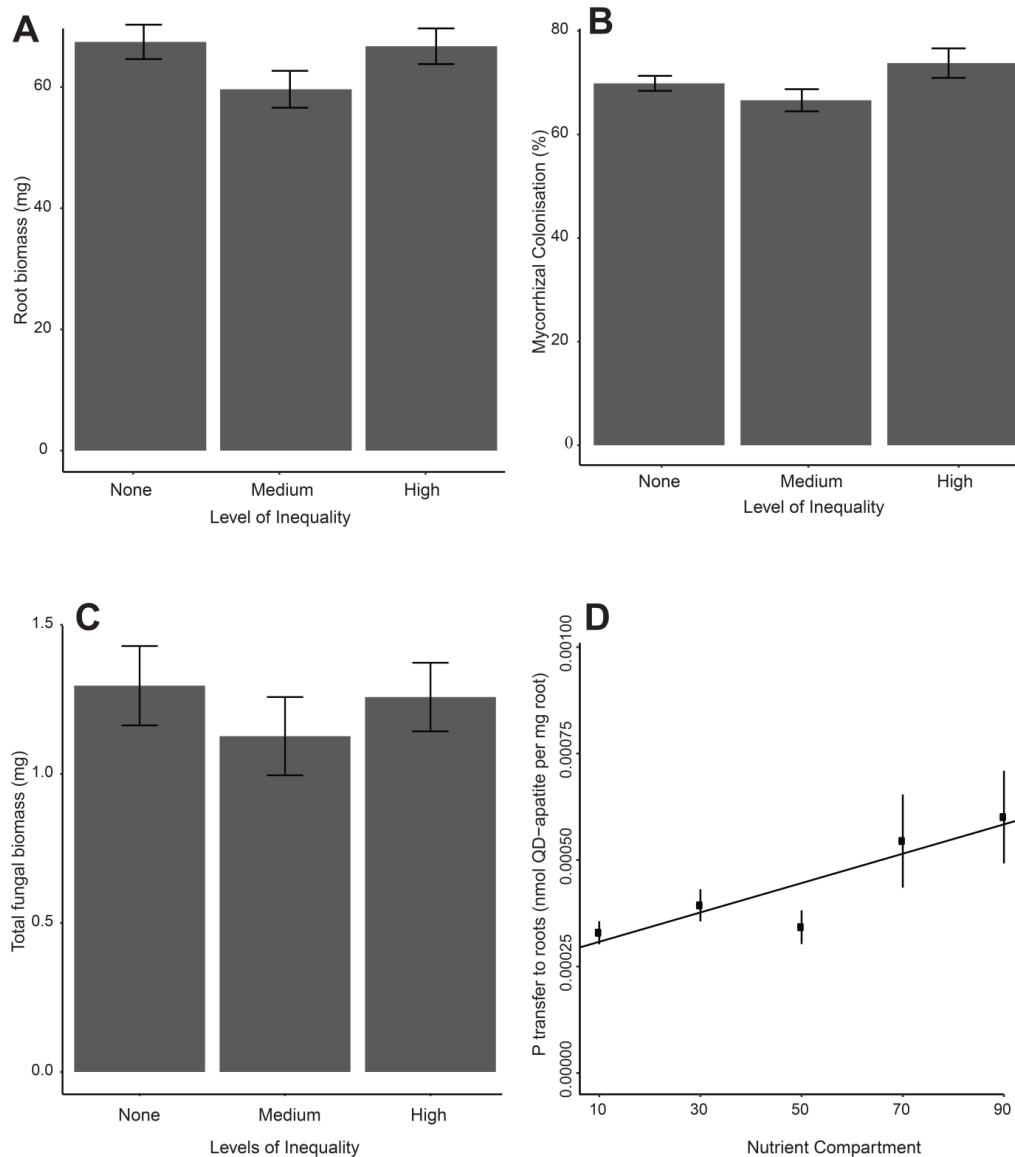 A
Root biomass (mg)
60
40
20
0
None Medium High
Level of Inequality
B
Mycorrhizal Colonisation (%)
80
60
40
20
0
None Medium High
Level of Inequality
C
Total fungal biomass (mg)
1.5
1.0
0.5
0.0
None Medium High
Levels of Inequality
D
P transfer to roots (nmol QD−apatite per mg root)
0.00100
0.00075
0.00050
0.00025
0.00000
10 30 50 70 90
Nutrient Compartment